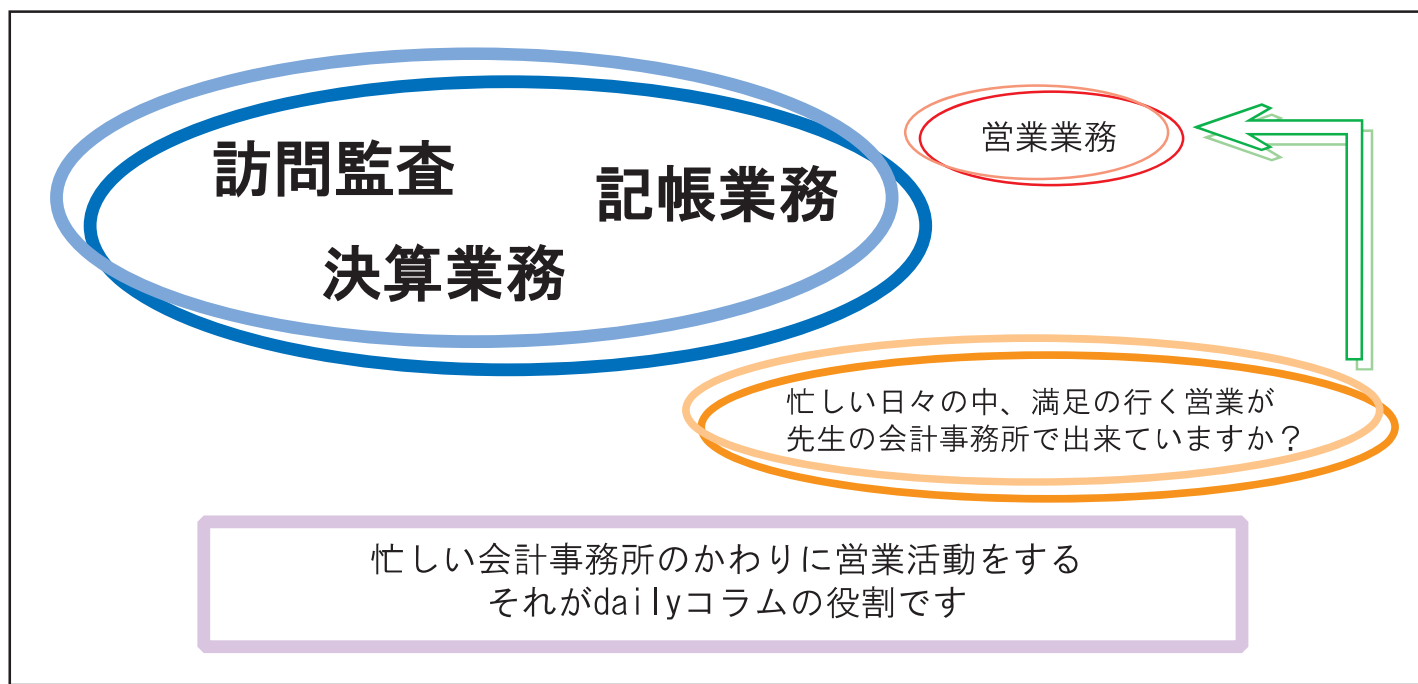 訪問監査
記帳業務
決算業務
営業業務
忙しい日々の中、満足の行く営業が
先生の会計事務所で出来ていますか？
忙しい会計事務所のかわりに営業活動をする
それがdailyコラムの役割です